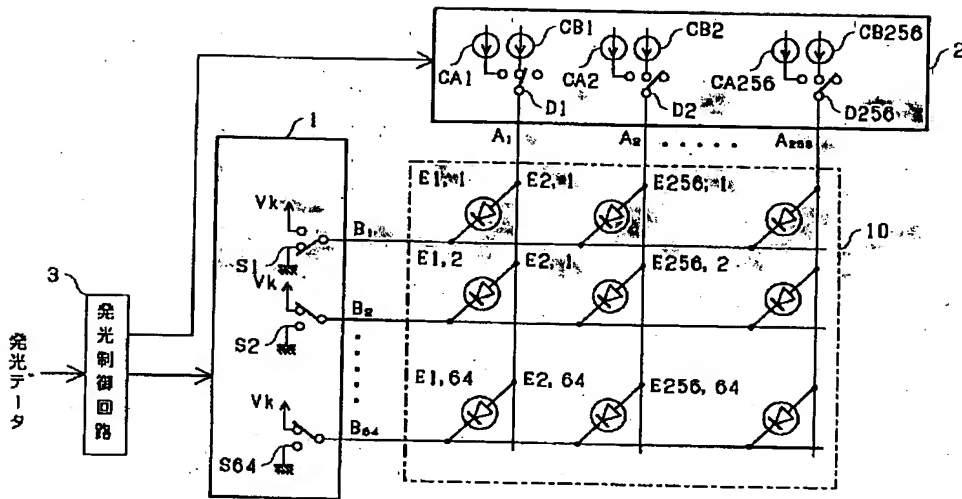 CB1
CB2
CB256
2
CA1
CA2
CA256
D1
D2
D256
1
A₁
A₂
A₂₅₆
E1, 1
E2, 1
E256, 1
Vk
B₁
10
S1
3
E1, 2
E2, 1
E256, 2
Vk
B₂
発光データ
発光制御回路
S2
E1, 64
E2, 64
E256, 64
Vk
B₆₄
S64